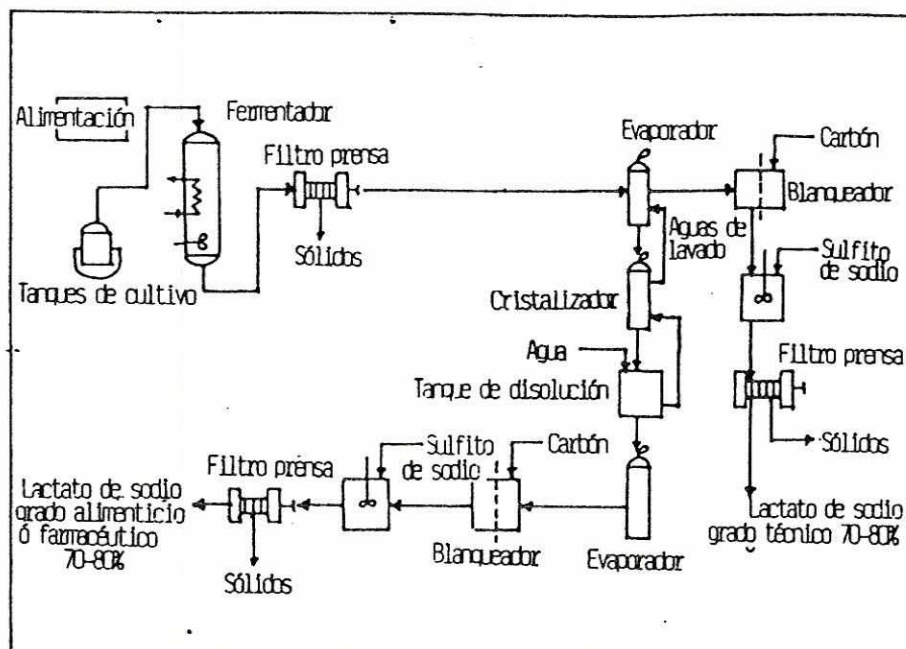 Alimentación
Fermentador
Filtro prensa
Sólidos
Tanques de cultivo
Evaporador
Carbón
Blanqueador
Aguas de
lavado
Sulfito
de sodio
Cristalizador
Agua
Tanque de disolución
Filtro prensa
Sólidos
Lactato de sodio
grado técnico 70-80%
Filtro prensa
Sulfito
de sodio
Carbón
Lactato de sodio
grado alimenticio
ó farmacéutico
70-80%
Blanqueador
Evaporador
Sólidos